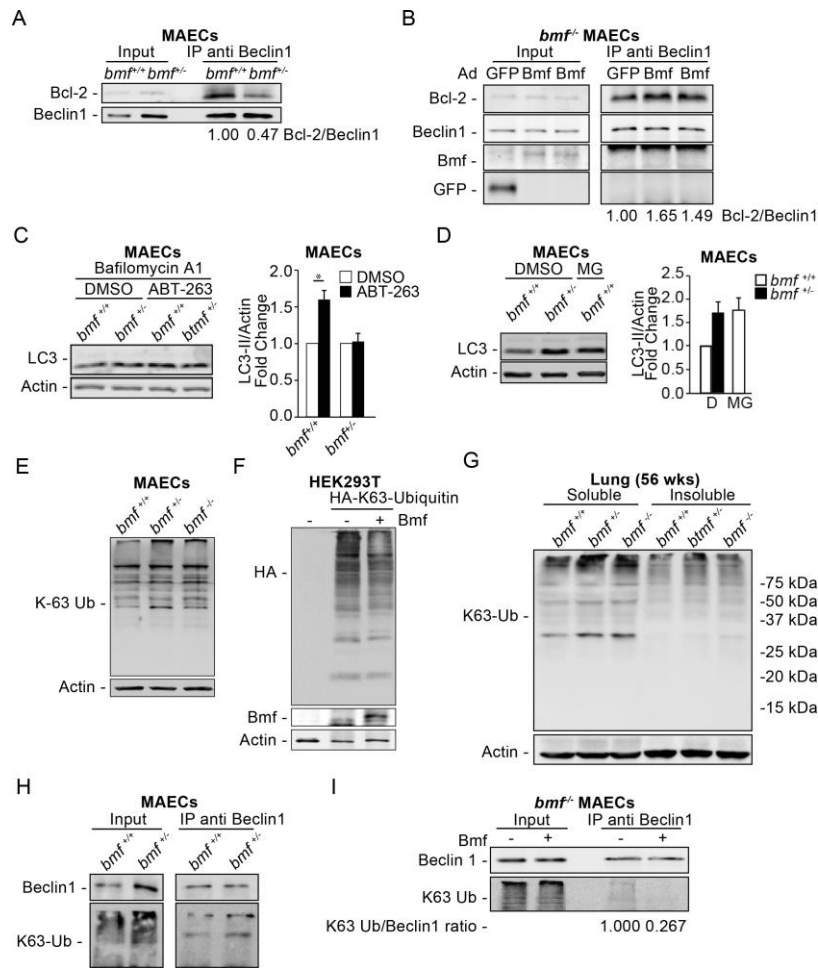 A
MAECs
Input IP anti Beclin1
bmf+/+ bmf+/- bmf+/+ bmf+/-
Bcl-2 -
Beclin1 -
1.00 0.47 Bcl-2/Beclin1
B
bmf-/- MAECs
Input IP anti Beclin1
Ad GFP Bmf Bmf GFP Bmf Bmf
Bcl-2 -
Beclin1 -
Bmf -
GFP -
1.00 1.65 1.49 Bcl-2/Beclin1
C
MAECs
Bafilomycin A1
DMSO ABT-263
bmf+/+ bmf+/- bmf+/+ btmf+/-
LC3 -
Actin -
MAECs
DMSO
ABT-263
*
2.0
1.5
1.0
0.5
0.0
LC3-II/Actin
Fold Change
bmf+/+ bmf+/-
D
MAECs
DMSO MG
bmf+/+ bmf+/- bmf+/+
LC3 -
Actin -
MAECs
bmf +/+
bmf +/-
2.5
2.0
1.5
1.0
0.5
0.0
LC3-II/Actin
Fold Change
D MG
E
MAECs
bmf +/+ bmf +/- bmf -/-
K-63 Ub -
Actin -
F
HEK293T
HA-K63-Ubiquitin
- - + Bmf
HA -
Bmf -
Actin -
G
Lung (56 wks)
Soluble Insoluble
bmf+/+ bmf+/- bmf-/- bmf+/+ btmf+/- bmf-/-
K63-Ub -
-75 kDa
-50 kDa
-37 kDa
-25 kDa
-20 kDa
-15 kDa
Actin -
H
MAECs
Input IP anti Beclin1
bmf+/+ bmf+/- bmf+/+ bmf+/-
Beclin1 -
K63-Ub -
I
bmf-/- MAECs
Input IP anti Beclin1
Bmf - + - +
Beclin 1 -
K63 Ub -
K63 Ub/Beclin1 ratio - 1.000 0.267